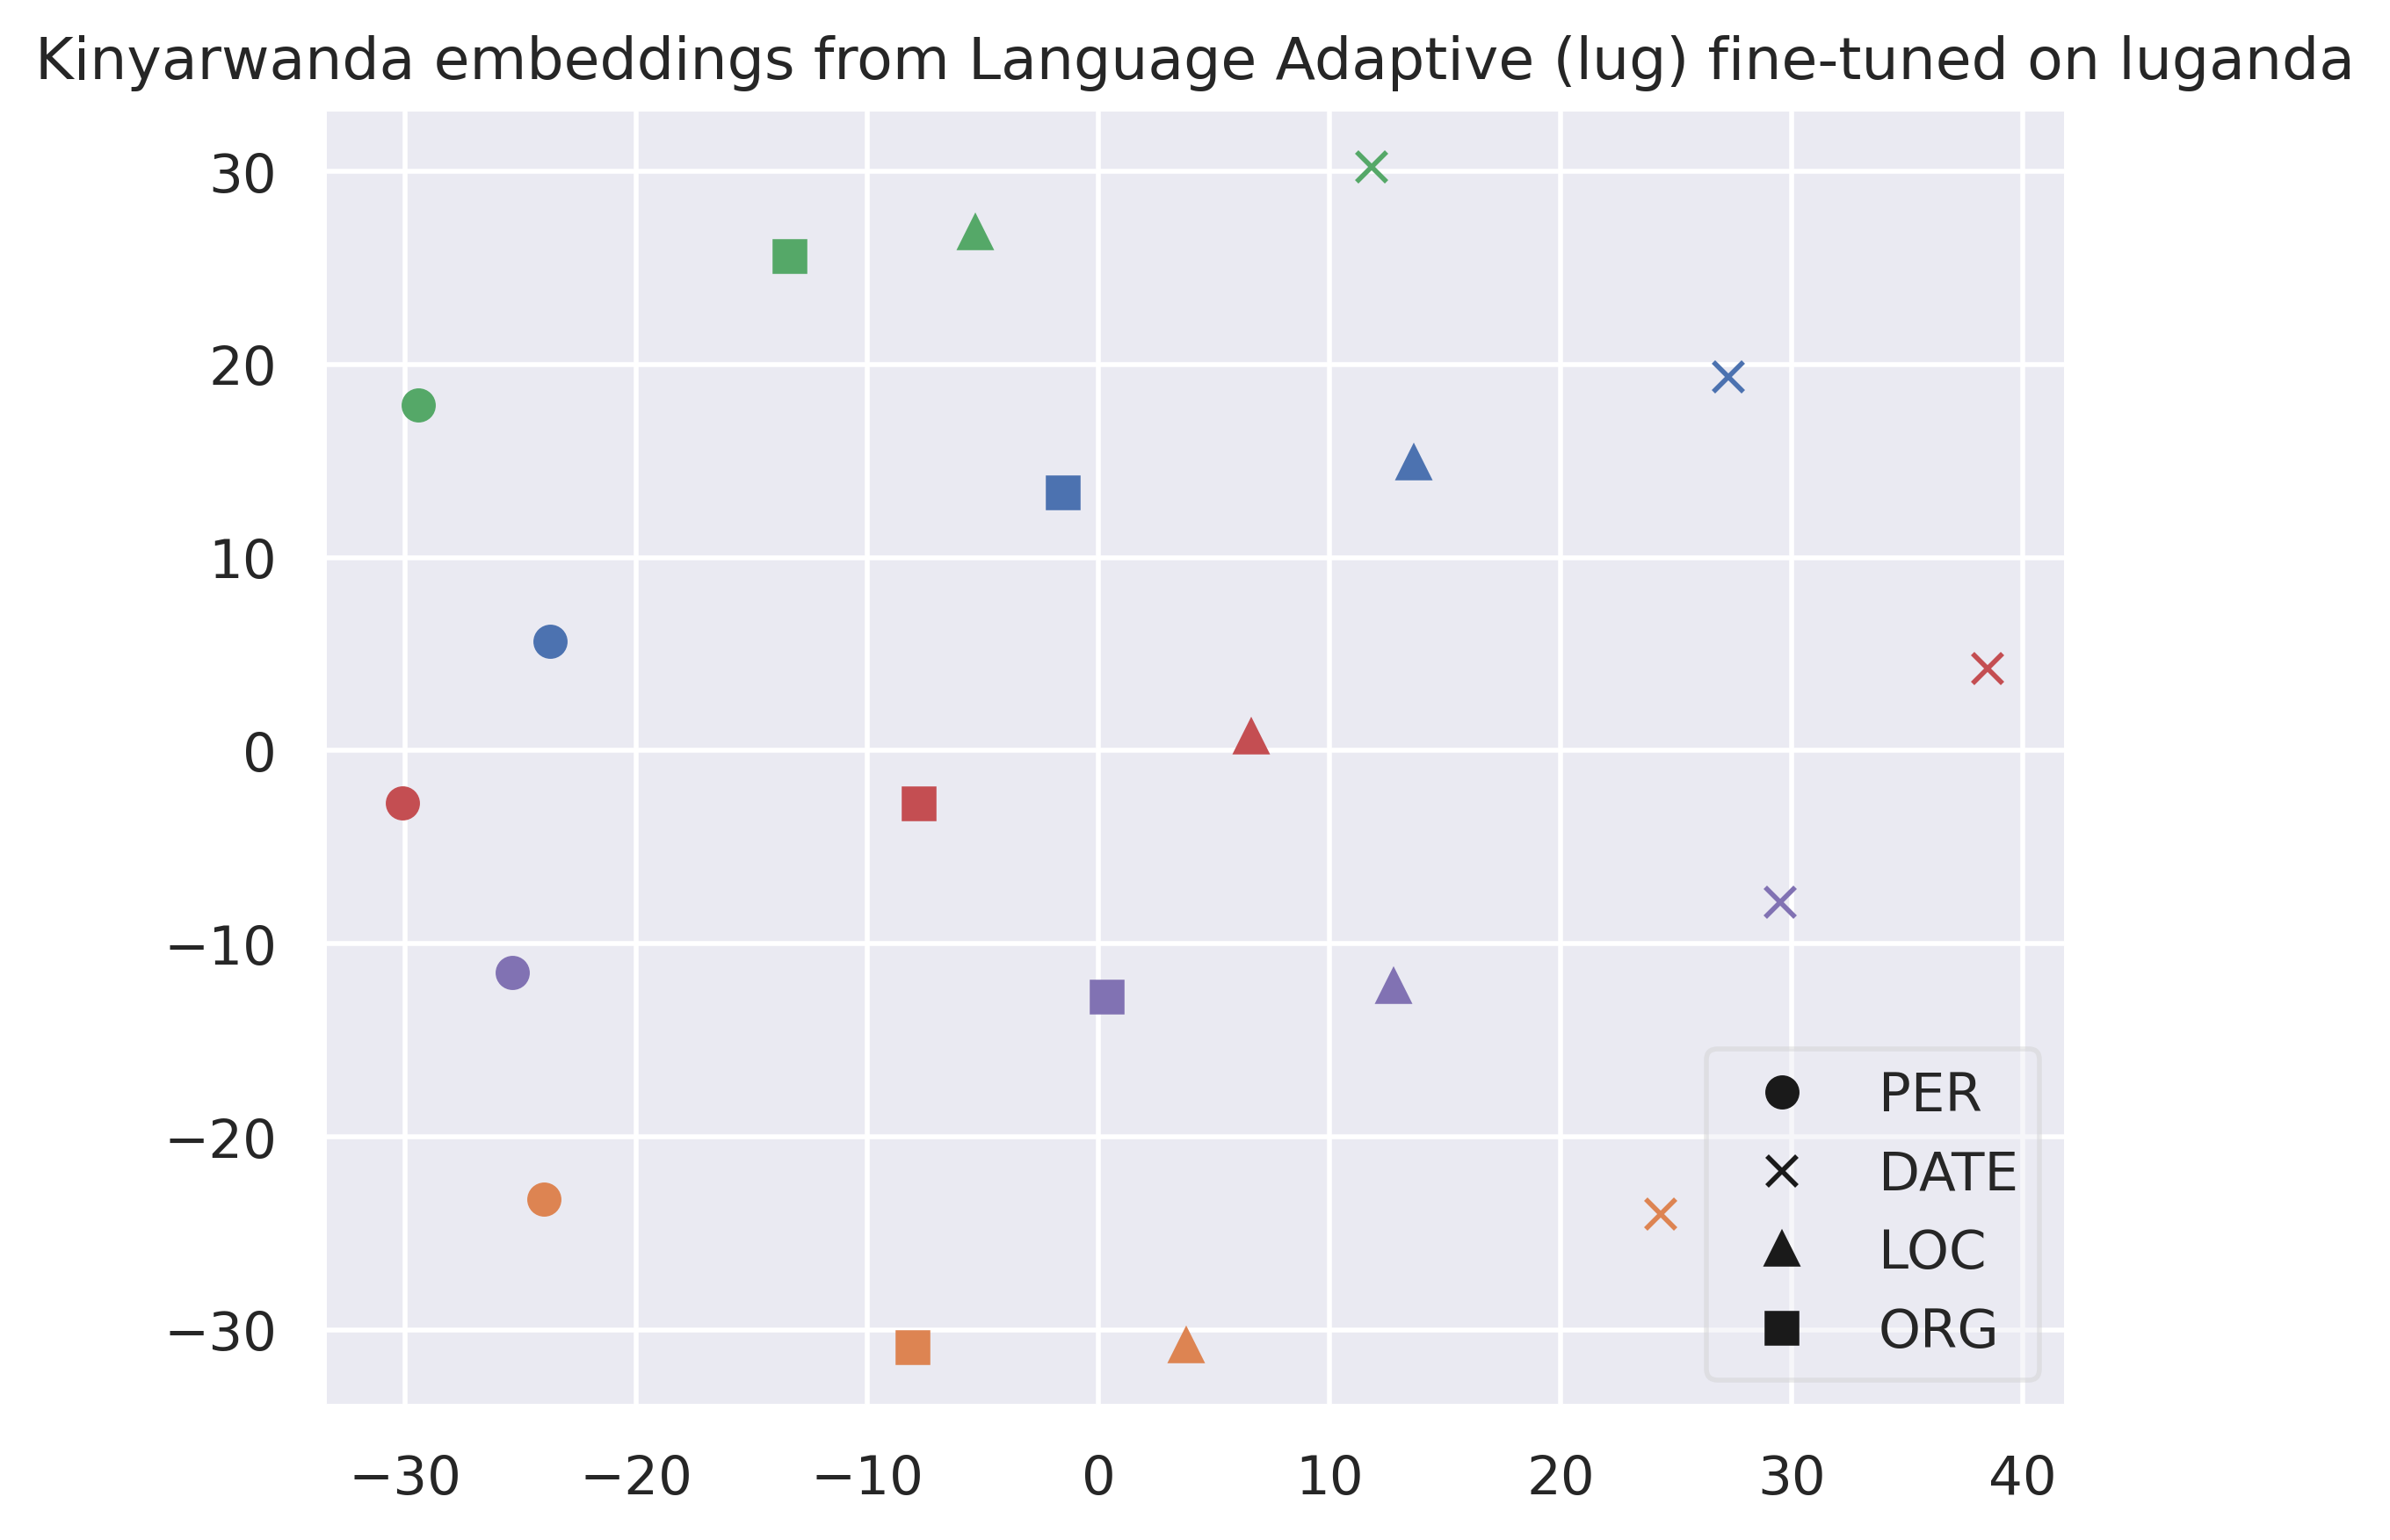 Kinyarwanda embeddings from Language Adaptive (lug) fine-tuned on luganda
30
20
10
0
−10
−20
−30
PER
DATE
LOC
ORG
−30 −20 −10 0 10 20 30 40